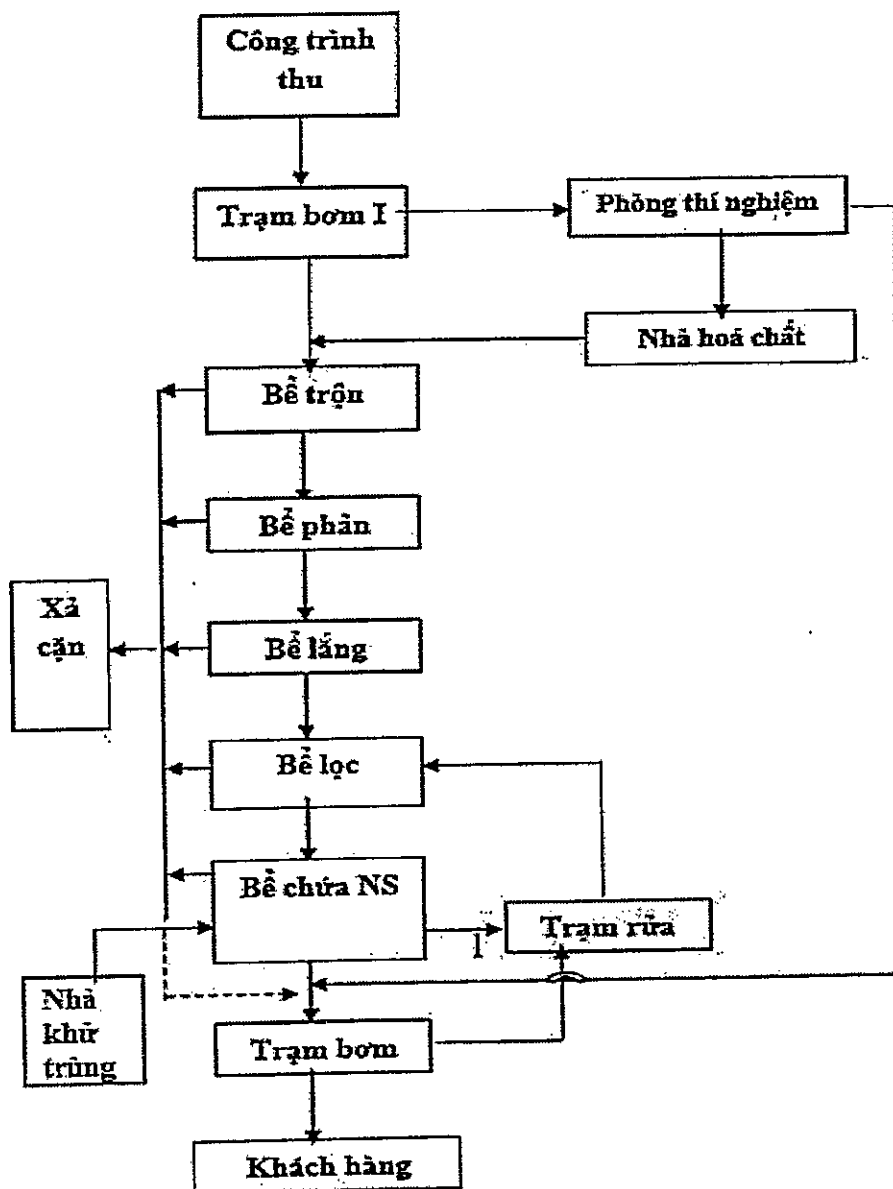 Công trình
thu
Trạm bơm I
Phòng thí nghiệm
Nhà hoá chất
Bể trộn
Bể phản
Xả
cặn
Bể lắng
Bể lọc
Bể chứa NS
1
Trạm rửa
Nhà
khử
trùng
Trạm bơm
Khách hàng